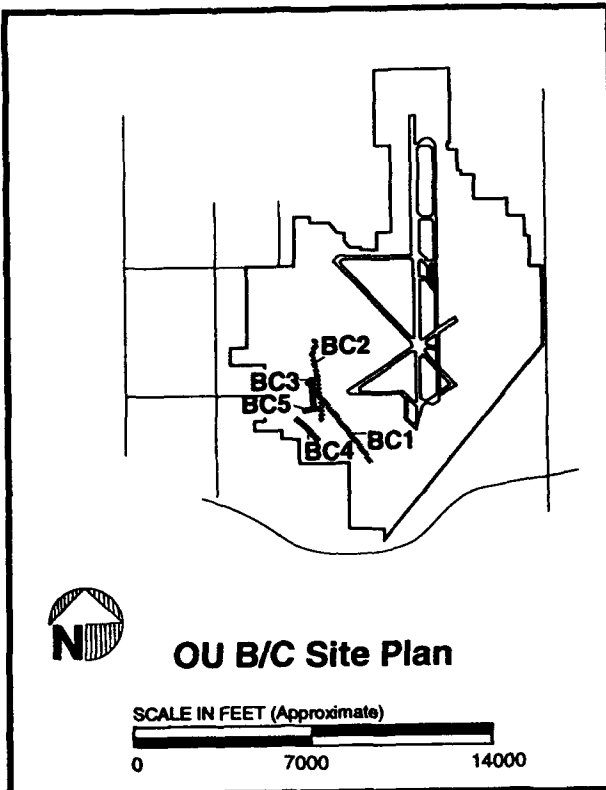 BC2
BC3
BC5
BC1
BC4
N
OU B/C Site Plan
SCALE IN FEET (Approximate)
0 7000 14000